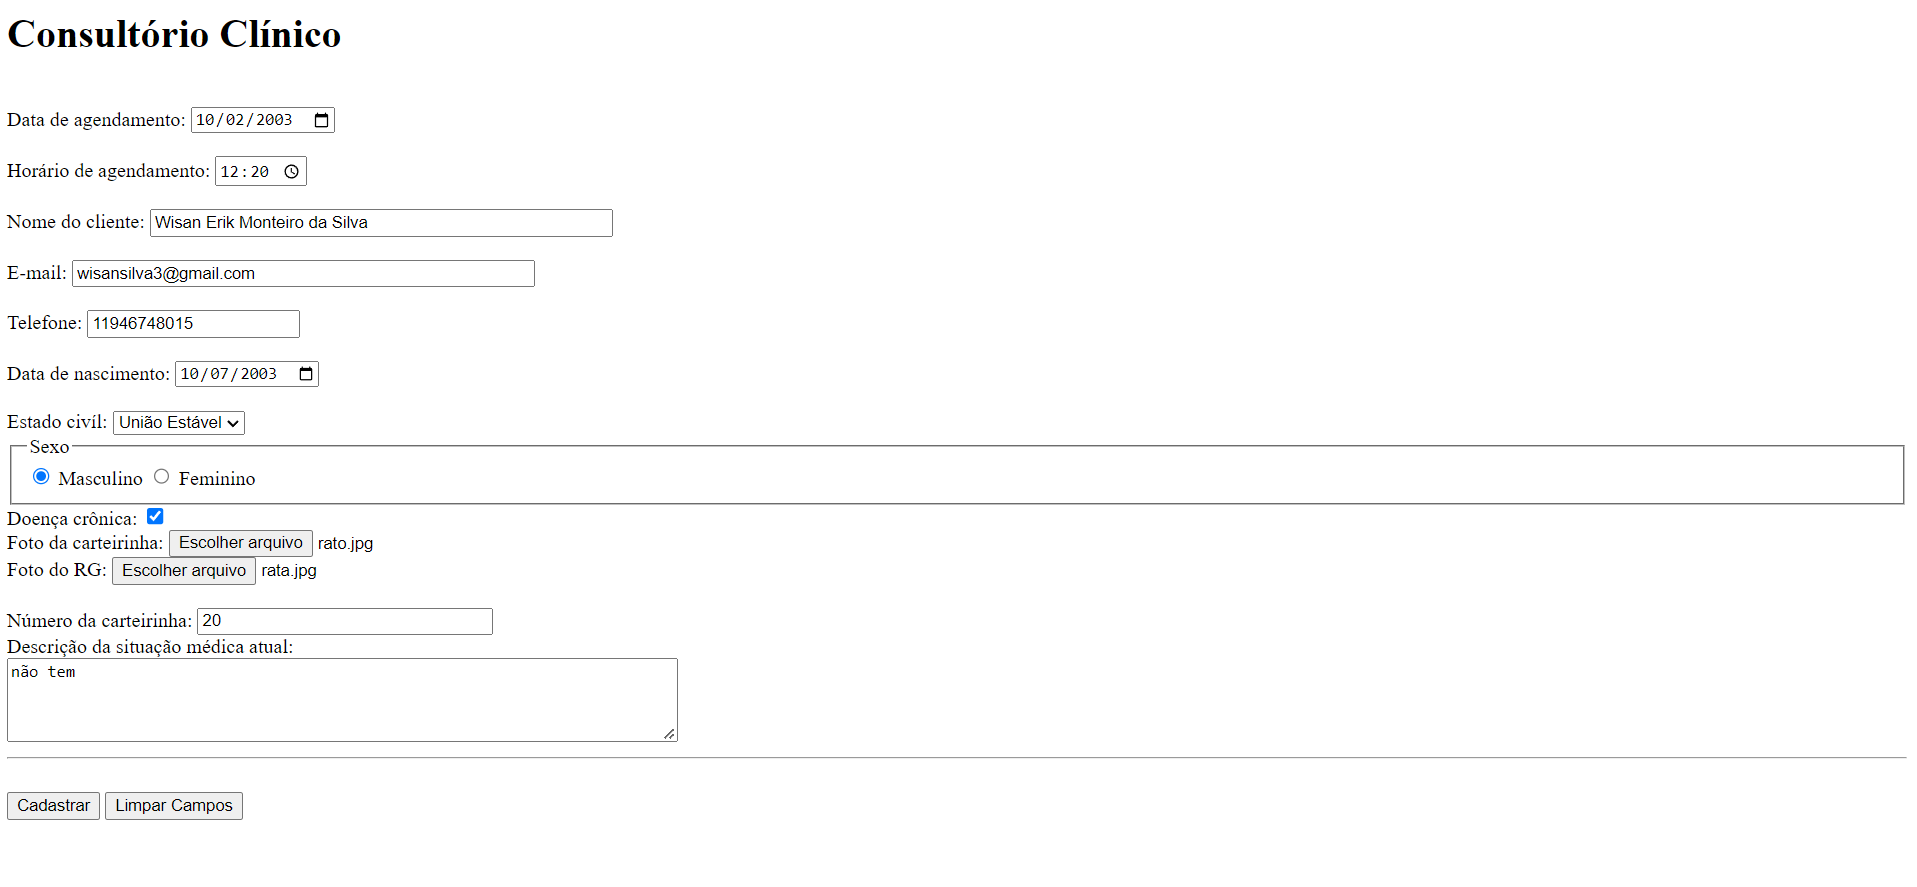 Consultório Clínico
Data de agendamento: 10/02/2003
Horário de agendamento: 12:20
Nome do cliente: Wisan Erik Monteiro da Silva
E-mail: wisansilva3@gmail.com
Telefone: 11946748015
Data de nascimento: 10/07/2003
Estado civíl: União Estável
Sexo
Masculino Feminino
Doença crônica:
Foto da carteirinha: Escolher arquivo rato.jpg
Foto do RG: Escolher arquivo rata.jpg
Número da carteirinha: 20
Descrição da situação médica atual:
não tem
Cadastrar Limpar Campos